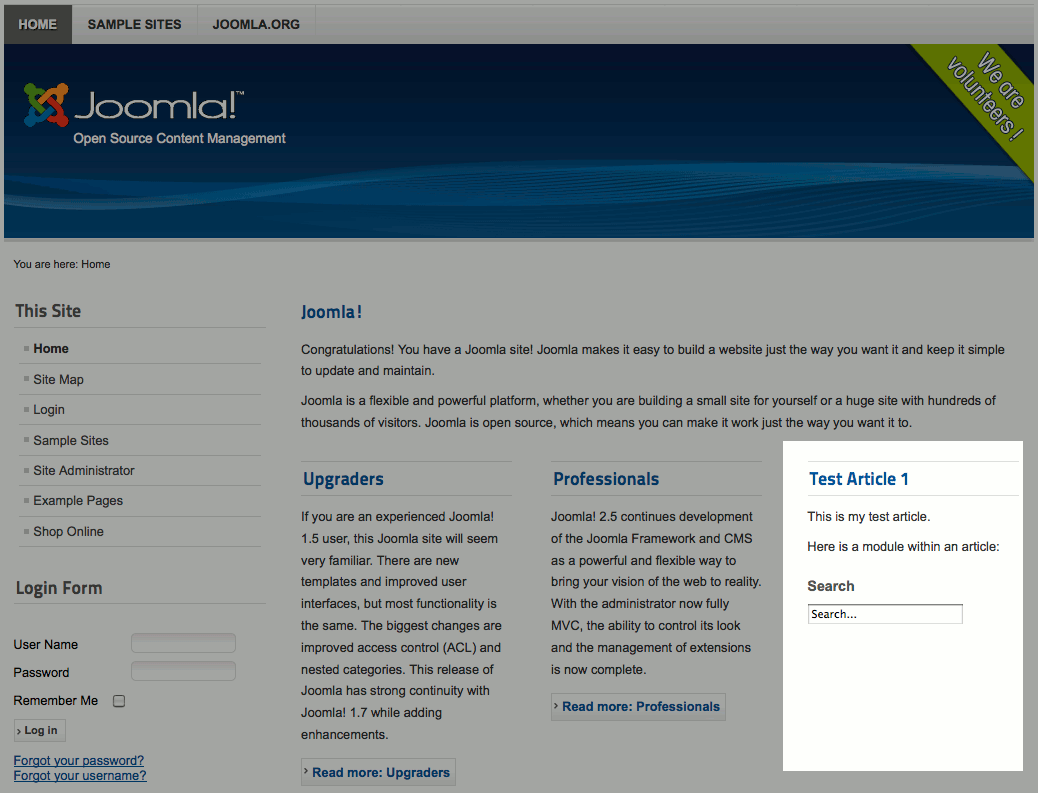 HOME
SAMPLE SITES
JOOMLA.ORG
Joomla!™
Open Source Content Management
We are
volunteers !
You are here: Home
This Site
Home
Site Map
Login
Sample Sites
Site Administrator
Example Pages
Shop Online
Login Form
User Name
Password
Remember Me
› Log in
Forgot your password?
Forgot your username?
Joomla!
Congratulations! You have a Joomla site! Joomla makes it easy to build a website just the way you want it and keep it simple
to update and maintain.
Joomla is a flexible and powerful platform, whether you are building a small site for yourself or a huge site with hundreds of
thousands of visitors. Joomla is open source, which means you can make it work just the way you want it to.
Upgraders
If you are an experienced Joomla!
1.5 user, this Joomla site will seem
very familiar. There are new
templates and improved user
interfaces, but most functionality is
the same. The biggest changes are
improved access control (ACL) and
nested categories. This release of
Joomla has strong continuity with
Joomla! 1.7 while adding
enhancements.
› Read more: Upgraders
Professionals
Joomla! 2.5 continues development
of the Joomla Framework and CMS
as a powerful and flexible way to
bring your vision of the web to reality.
With the administrator now fully
MVC, the ability to control its look
and the management of extensions
is now complete.
› Read more: Professionals
Test Article 1
This is my test article.
Here is a module within an article:
Search
Search...